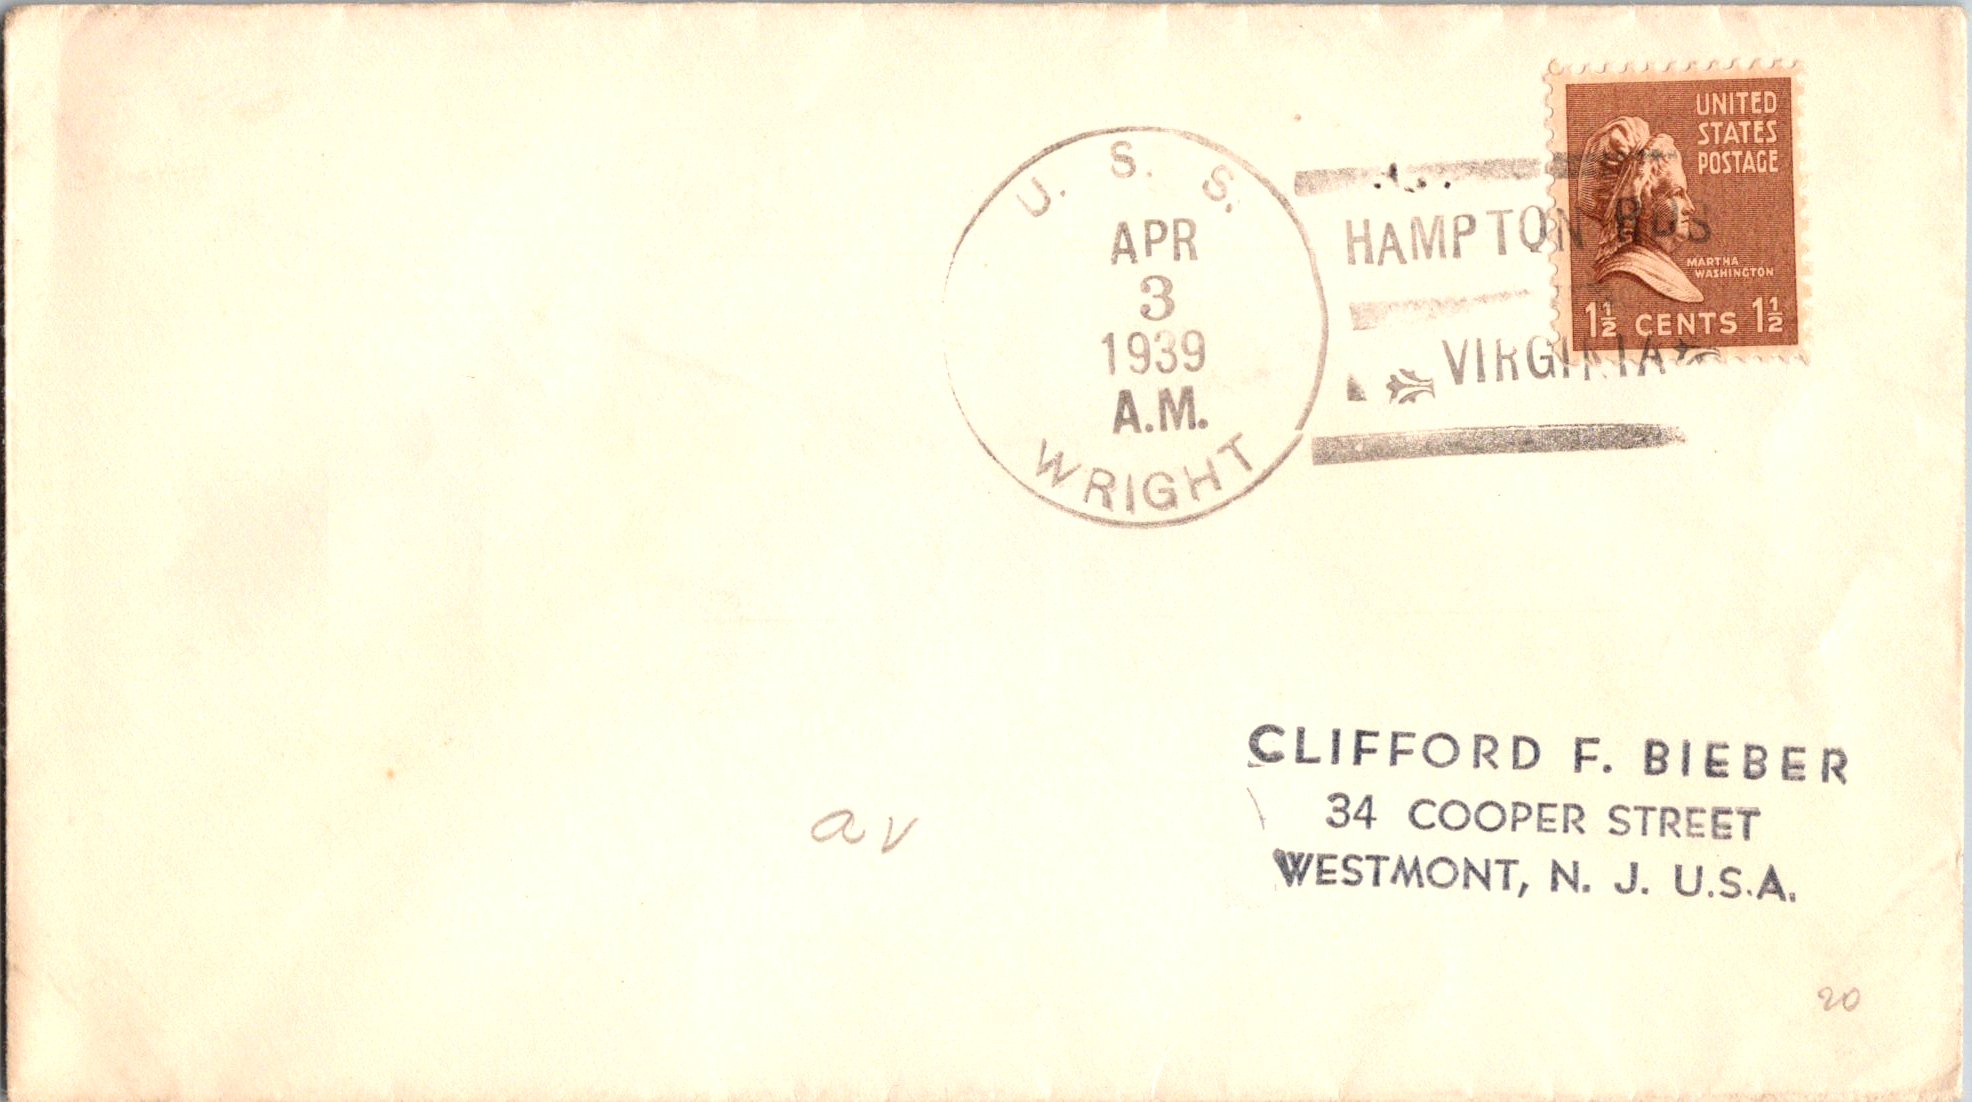 UNITED
STATES
POSTAGE
MARTHA
WASHINGTON
1½ CENTS 1½
U. S. S.
APR
3
1939
A.M.
WRIGHT
HAMPTON RDS
VIRGINIA
CLIFFORD F. BIEBER
34 COOPER STREET
WESTMONT, N. J. U.S.A.
av
20